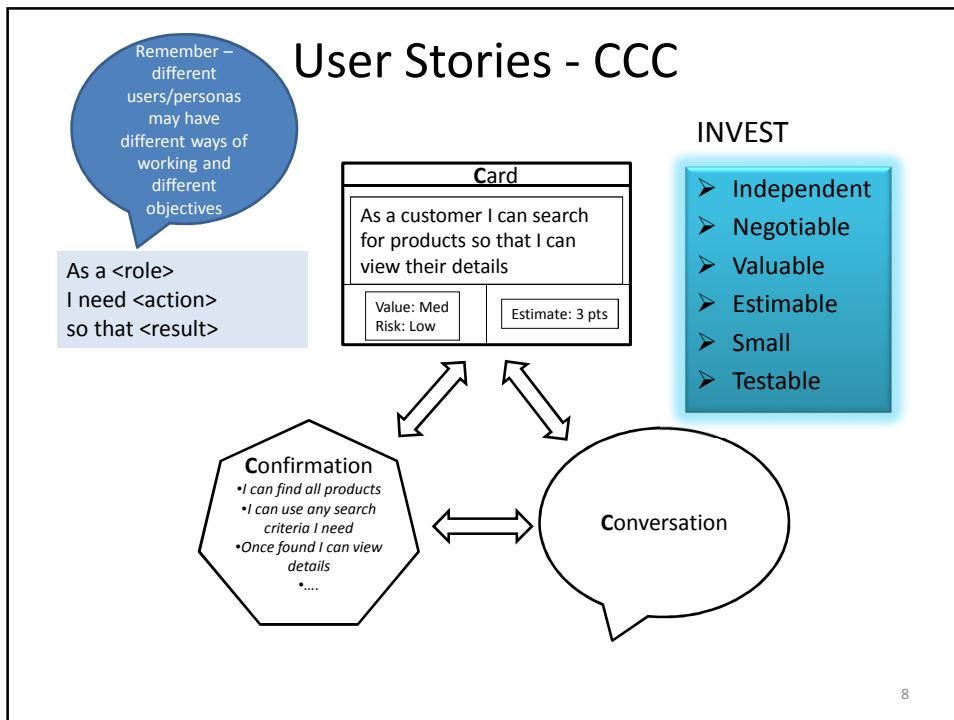 User Stories - CCC
Remember –
different
users/personas
may have
different ways of
working and
different
objectives
As a <role>
I need <action>
so that <result>
Card
As a customer I can search
for products so that I can
view their details
Value: Med
Risk: Low
Estimate: 3 pts
INVEST
➢ Independent
➢ Negotiable
➢ Valuable
➢ Estimable
➢ Small
➢ Testable
Confirmation
•I can find all products
•I can use any search
criteria I need
•Once found I can view
details
•….
Conversation
8